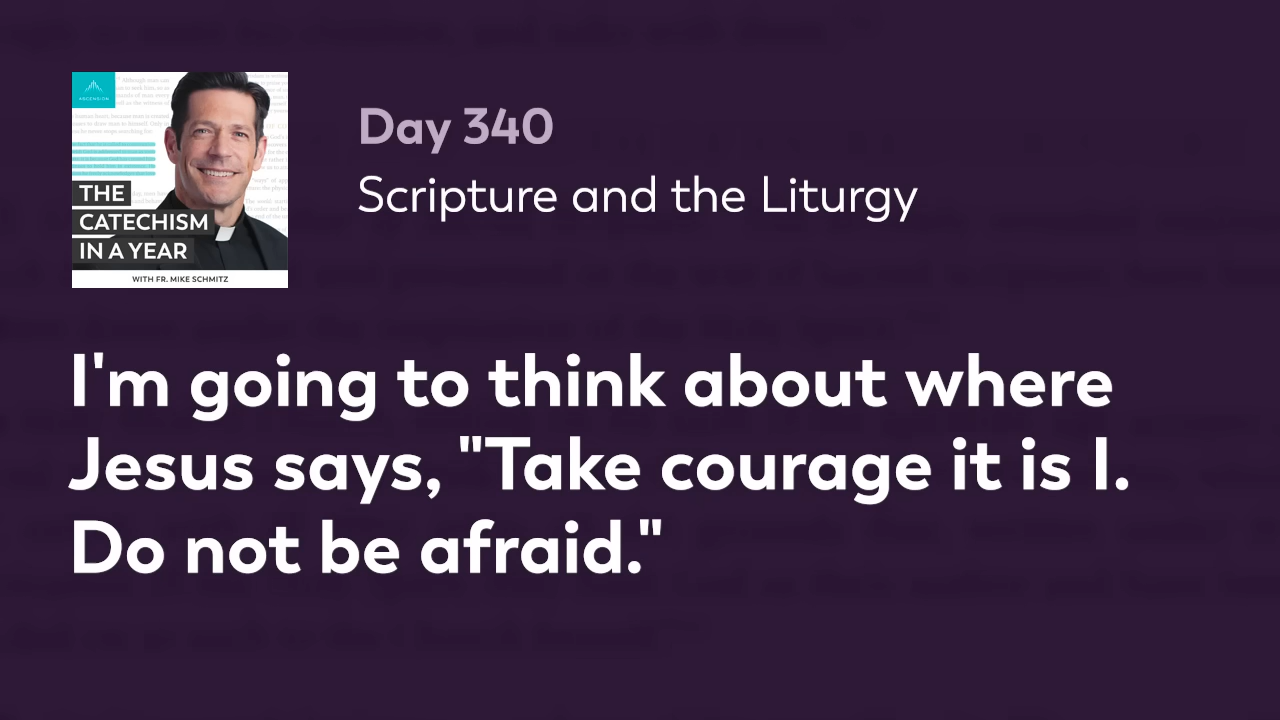 ASCENSION
THE
CATECHISM
IN A YEAR
WITH FR. MIKE SCHMITZ
Day 340
Scripture and the Liturgy
I'm going to think about where
Jesus says, "Take courage it is I.
Do not be afraid."